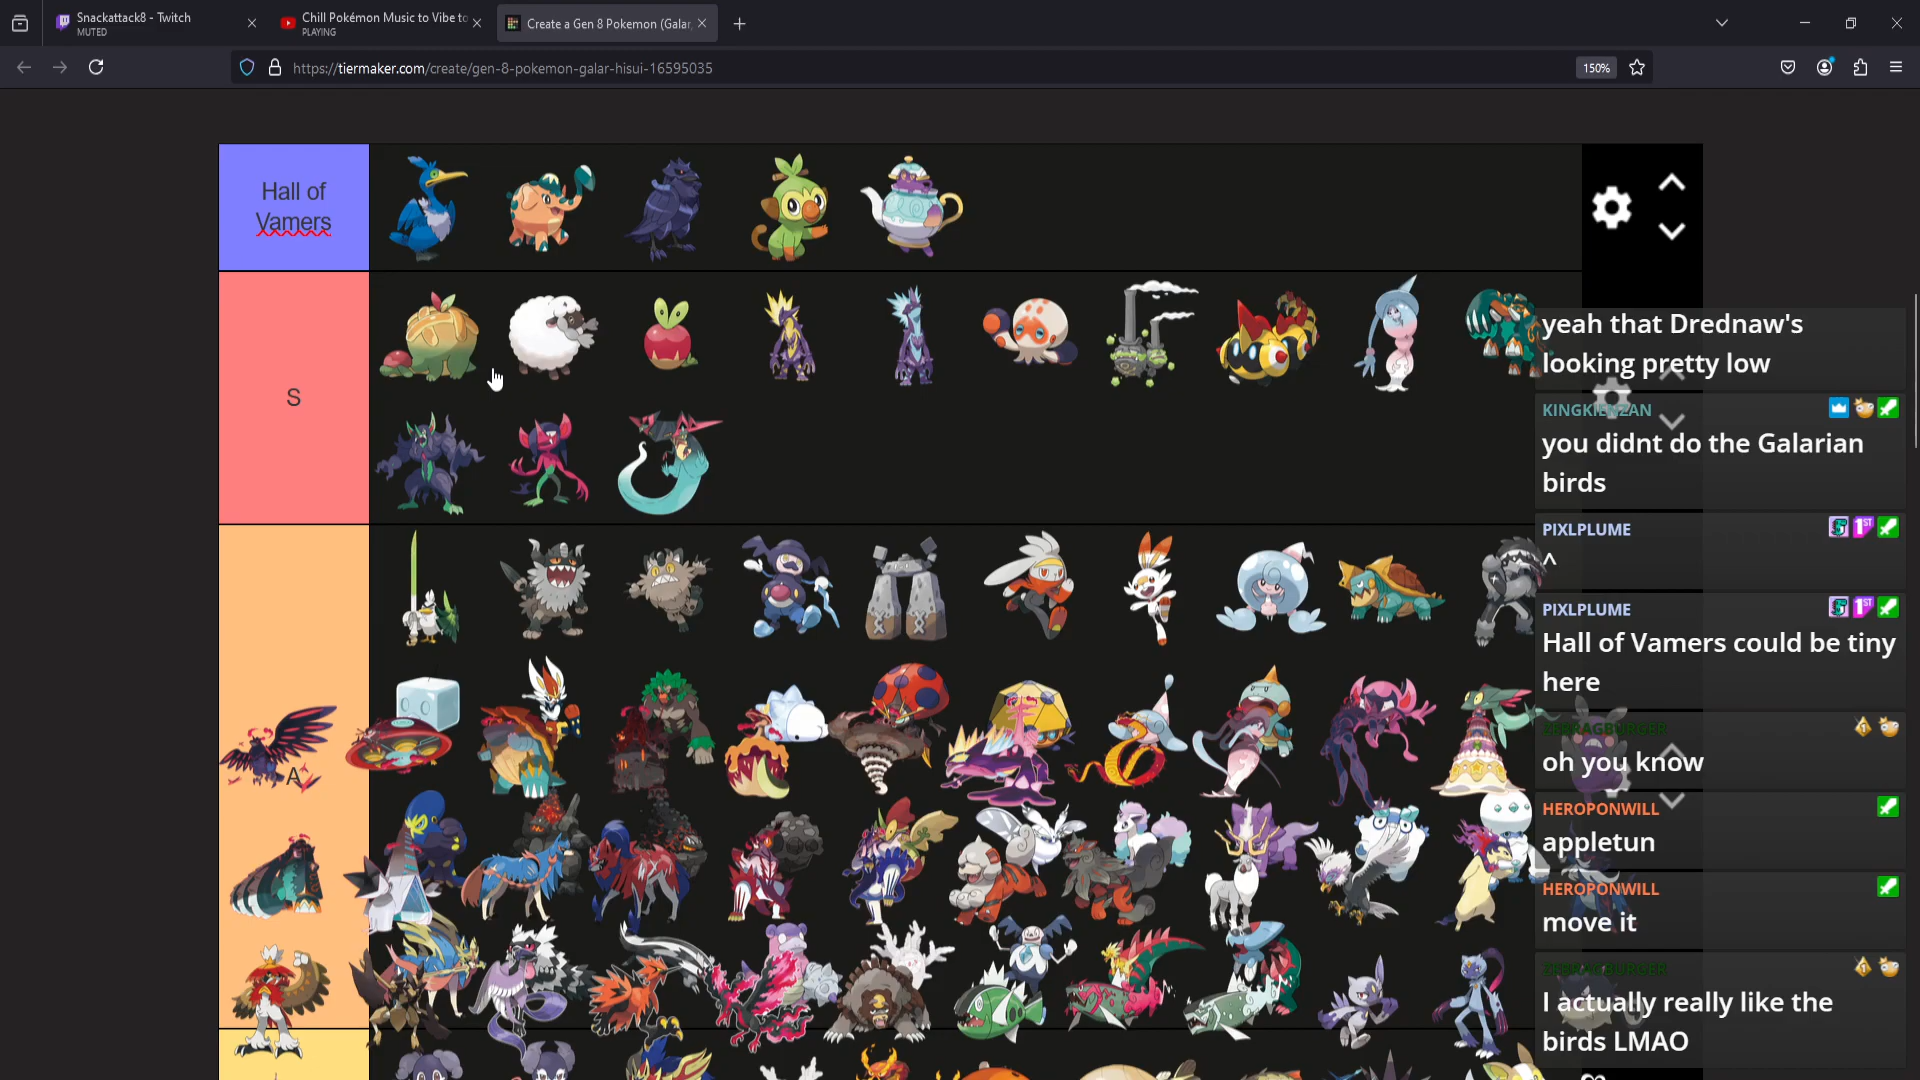 Snackattack8 - Twitch
MUTED
Chill Pokémon Music to Vibe to
PLAYING
Create a Gen 8 Pokemon (Galar,
https://tiermaker.com/create/gen-8-pokemon-galar-hisui-16595035
150%
Hall of
Vamers
S
A
yeah that Drednaw's
looking pretty low
you didnt do the Galarian
birds
PIXLPLUME
^
PIXLPLUME
Hall of Vamers could be tiny
here
oh you know
HEROPONWILL
appletun
HEROPONWILL
move it
I actually really like the
birds LMAO